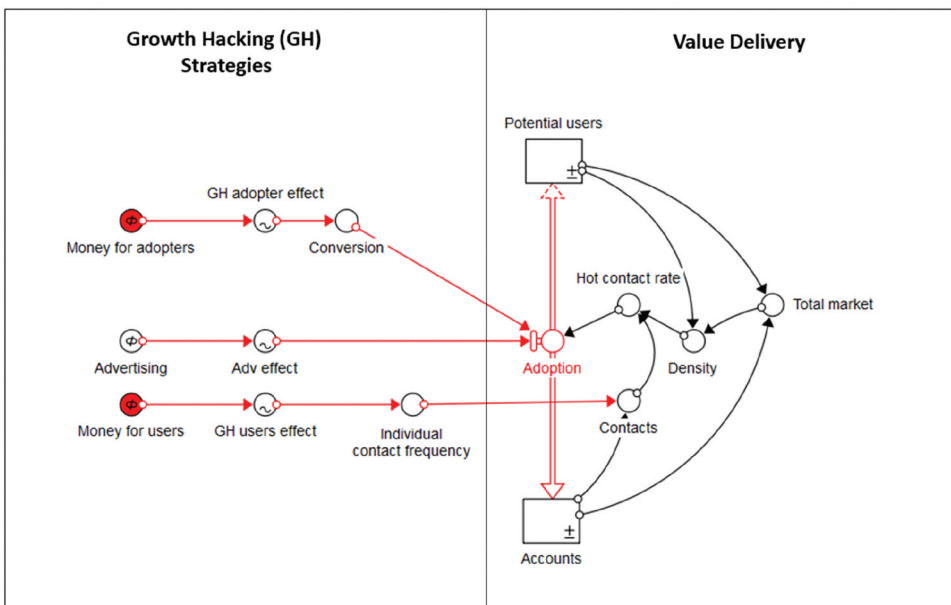 Growth Hacking (GH)
Strategies
Value Delivery
Potential users
GH adopter effect
Money for adopters
Conversion
Hot contact rate
Total market
Advertising
Adv effect
Adoption
Density
Money for users
GH users effect
Individual
contact frequency
Contacts
Accounts